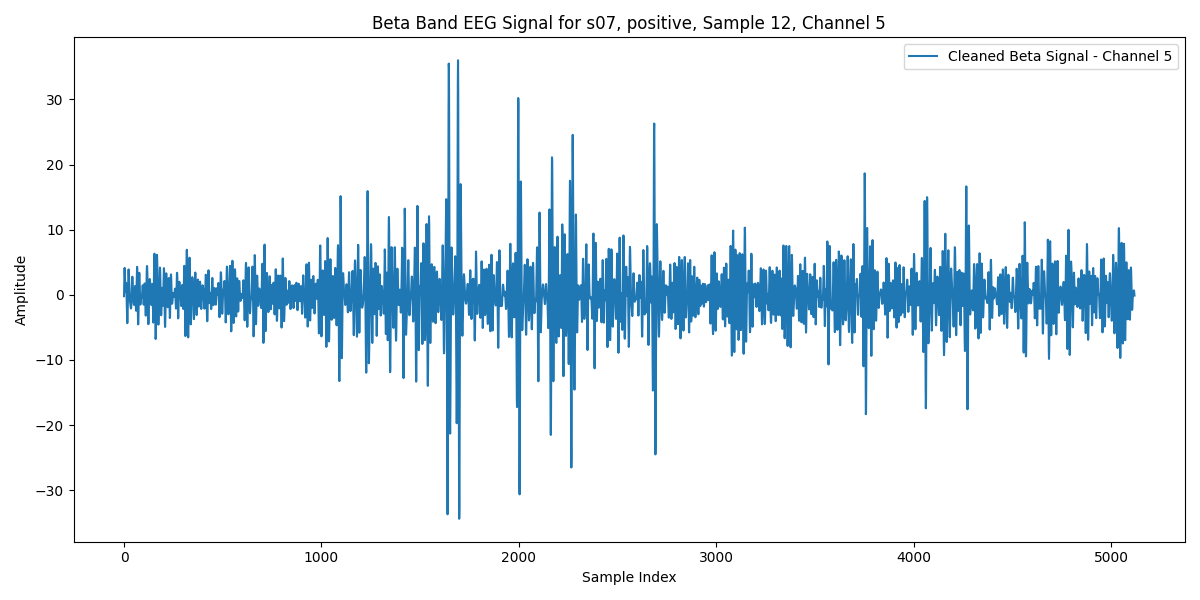 Beta Band EEG Signal for s07, positive, Sample 12, Channel 5
Cleaned Beta Signal - Channel 5
Amplitude
30
20
10
0
−10
−20
−30
0 1000 2000 3000 4000 5000
Sample Index